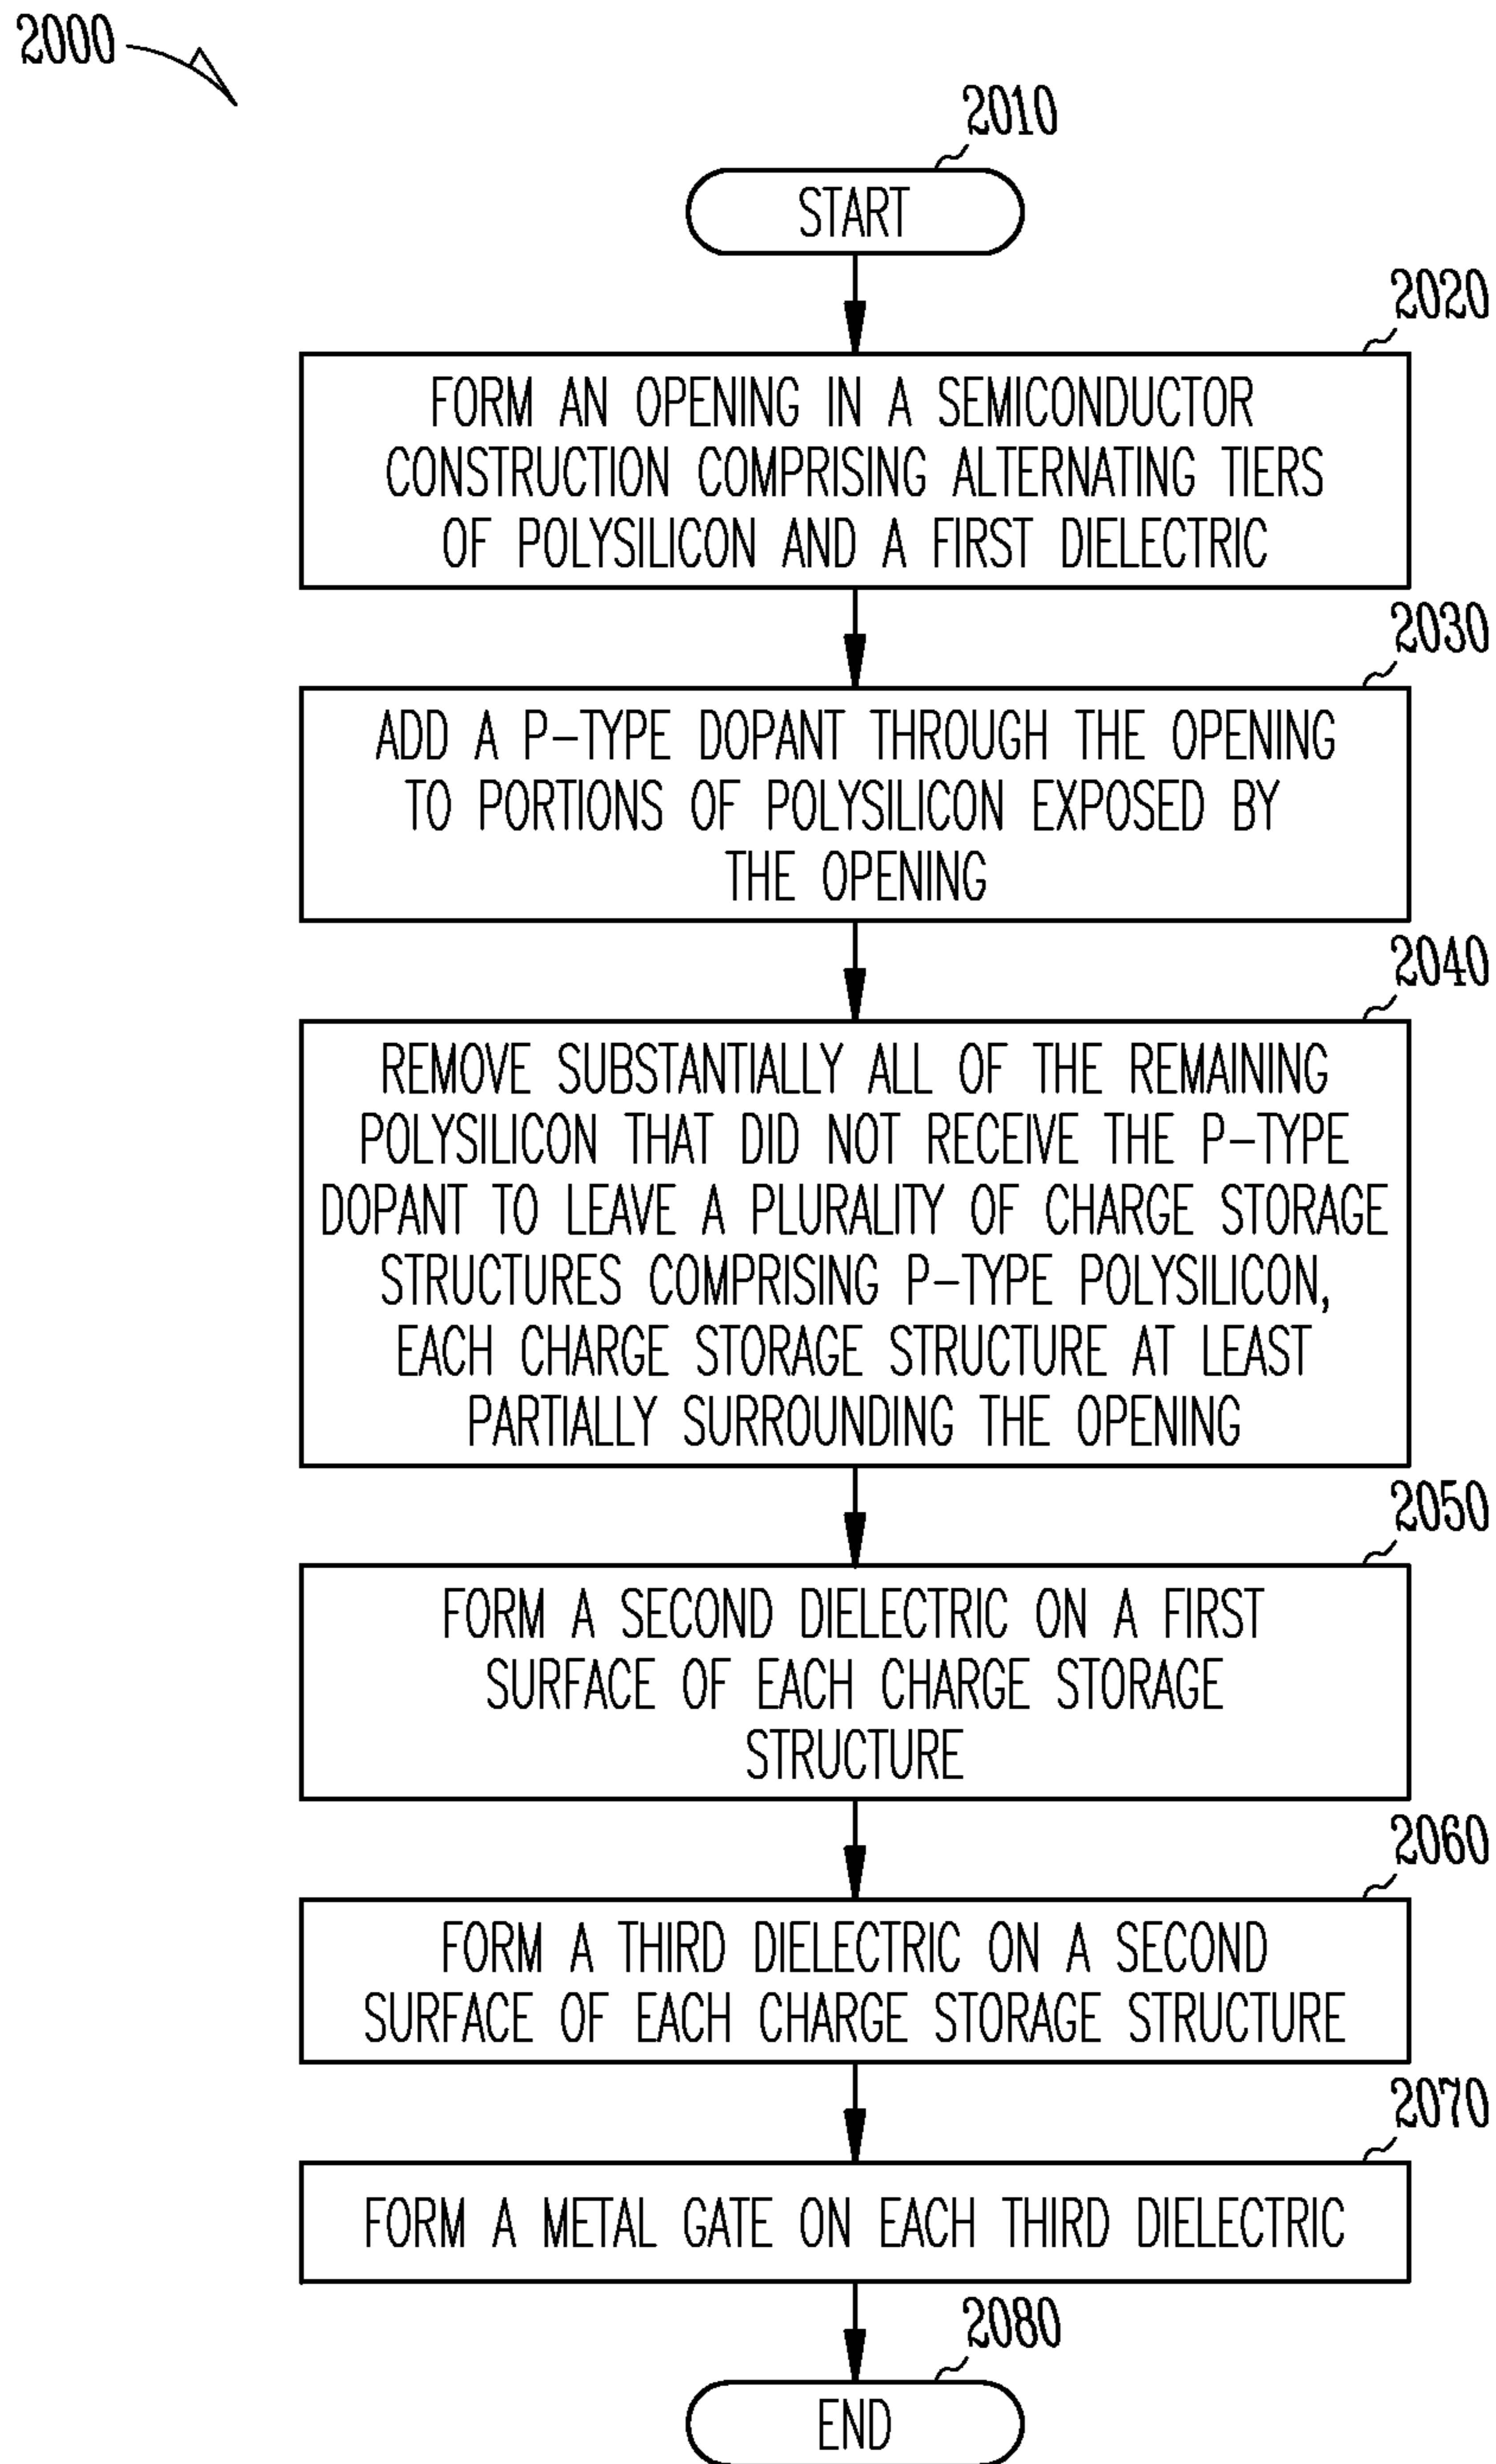 2000
2010
START
2020
FORM AN OPENING IN A SEMICONDUCTOR
CONSTRUCTION COMPRISING ALTERNATING TIERS
OF POLYSILICON AND A FIRST DIELECTRIC
2030
ADD A P-TYPE DOPANT THROUGH THE OPENING
TO PORTIONS OF POLYSILICON EXPOSED BY
THE OPENING
2040
REMOVE SUBSTANTIALLY ALL OF THE REMAINING
POLYSILICON THAT DID NOT RECEIVE THE P-TYPE
DOPANT TO LEAVE A PLURALITY OF CHARGE STORAGE
STRUCTURES COMPRISING P-TYPE POLYSILICON,
EACH CHARGE STORAGE STRUCTURE AT LEAST
PARTIALLY SURROUNDING THE OPENING
2050
FORM A SECOND DIELECTRIC ON A FIRST
SURFACE OF EACH CHARGE STORAGE
STRUCTURE
2060
FORM A THIRD DIELECTRIC ON A SECOND
SURFACE OF EACH CHARGE STORAGE STRUCTURE
2070
FORM A METAL GATE ON EACH THIRD DIELECTRIC
2080
END